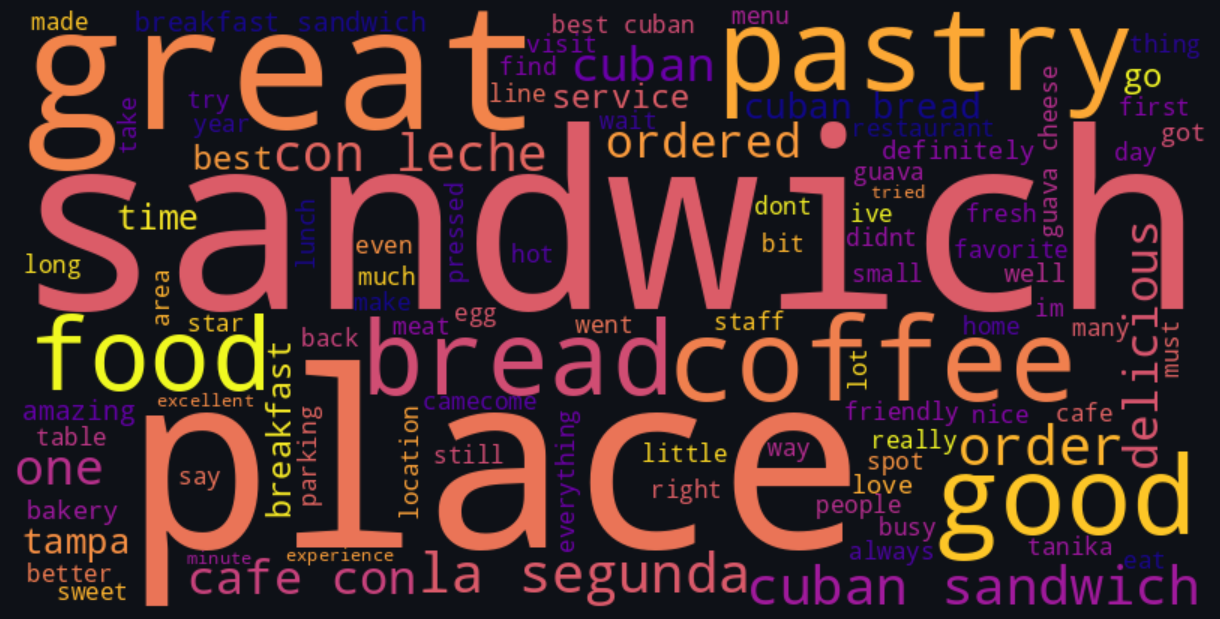 made
breakfast sandwich
best cuban
menu
great
pastry
visit
thing
find
cuban
go
line
service
take
try
year
cuban bread
first
wait
restaurant
guava cheese
got
best
con leche
ordered
definitely
day
sandwich
guava
tried
time
lunch
pressed
dont
ive
fresh
even
hot
bit
didnt
favorite
long
much
small
well
area
make
im
delicious
star
meat
egg
went
staff
home
many
must
food
back
bread
coffee
lot
breakfast
amazing
excellent
camecome
friendly
nice
cafe
table
parking
location
place
everything
still
little
way
really
order
one
say
right
spot
love
good
people
bakery
busy
tampa
minute
experience
always
tanika
eat
better
sweet
cafe con
la segunda
cuban sandwich